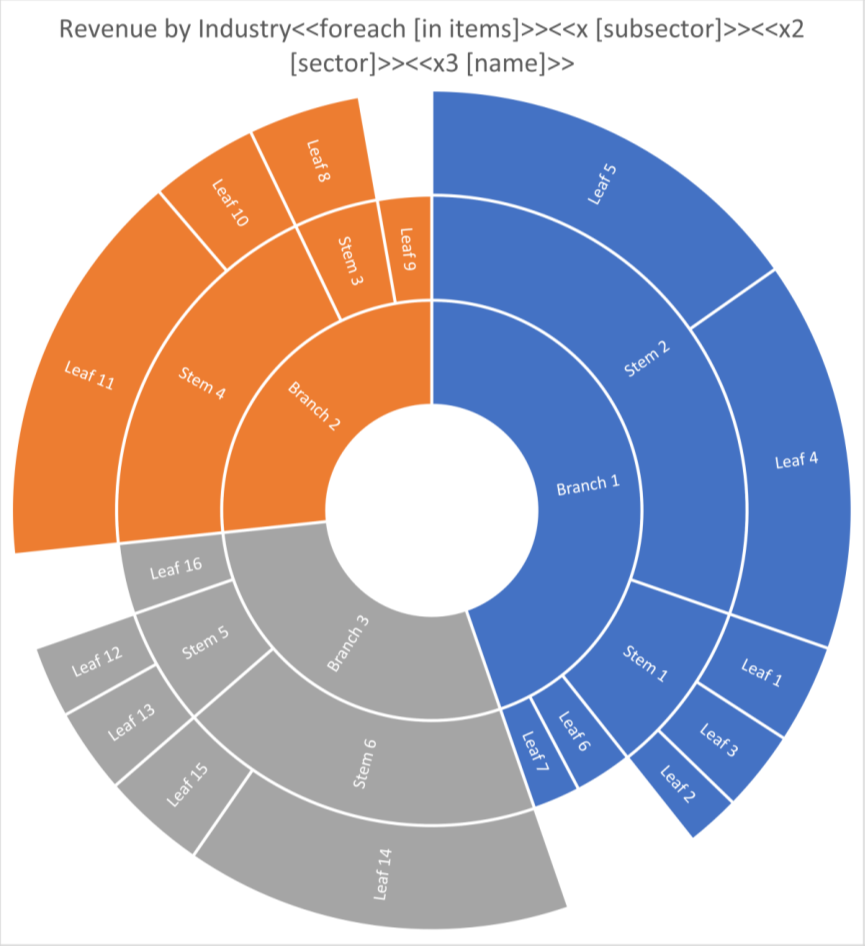 Revenue by Industry<<foreach [in items]>><<x [subsector]>><<x2
[sector]>><<x3 [name]>>
Leaf 8
Leaf 10
Leaf 5
Leaf 9
Stem 3
Stem 2
Leaf 11
Stem 4
Branch 2
Leaf 4
Branch 1
Leaf 16
Branch 3
Stem 5
Leaf 12
Stem 1
Leaf 1
Leaf 13
Leaf 6
Leaf 3
Leaf 7
Stem 6
Leaf 15
Leaf 2
Leaf 14